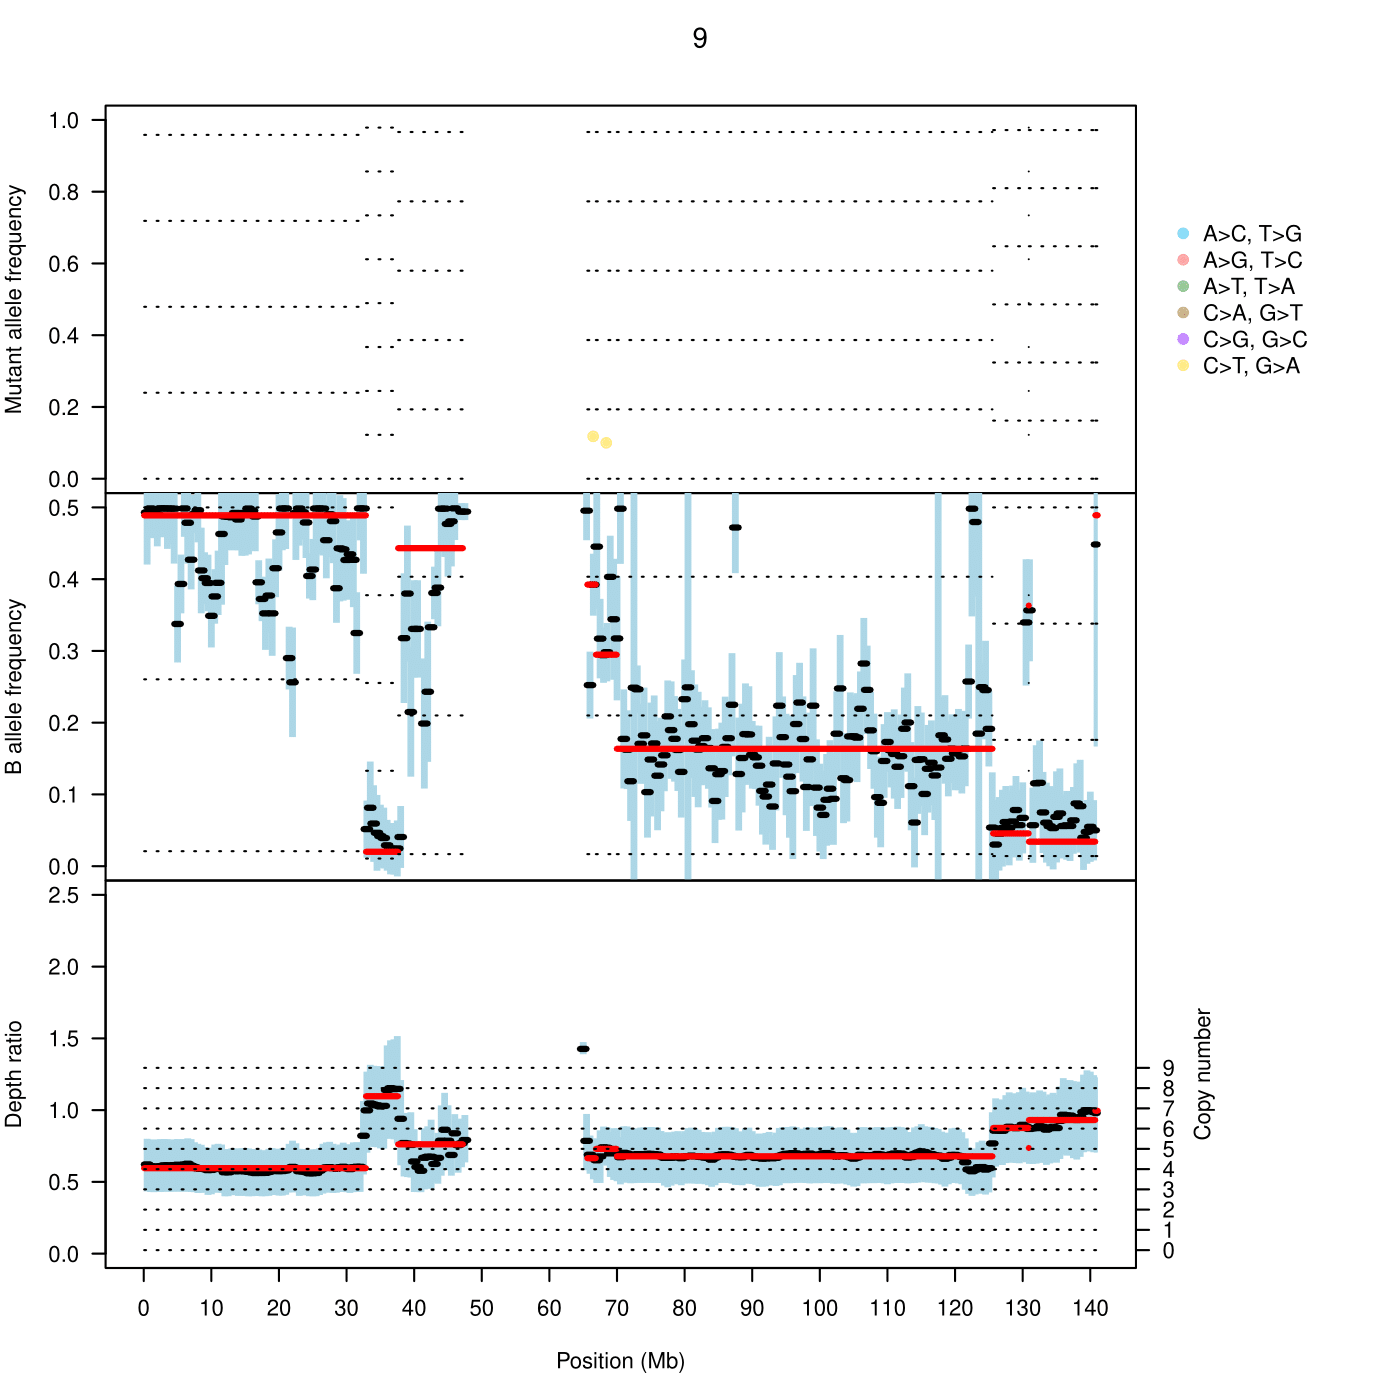 9
Mutant allele frequency
1.0
0.8
0.6
0.4
0.2
0.0
A>C, T>G
A>G, T>C
A>T, T>A
C>A, G>T
C>G, G>C
C>T, G>A
B allele frequency
0.5
0.4
0.3
0.2
0.1
0.0
Depth ratio
2.5
2.0
1.5
1.0
0.5
0.0
Copy number
9
8
7
6
5
4
3
2
1
0
0 10 20 30 40 50 60 70 80 90 100 110 120 130 140
Position (Mb)